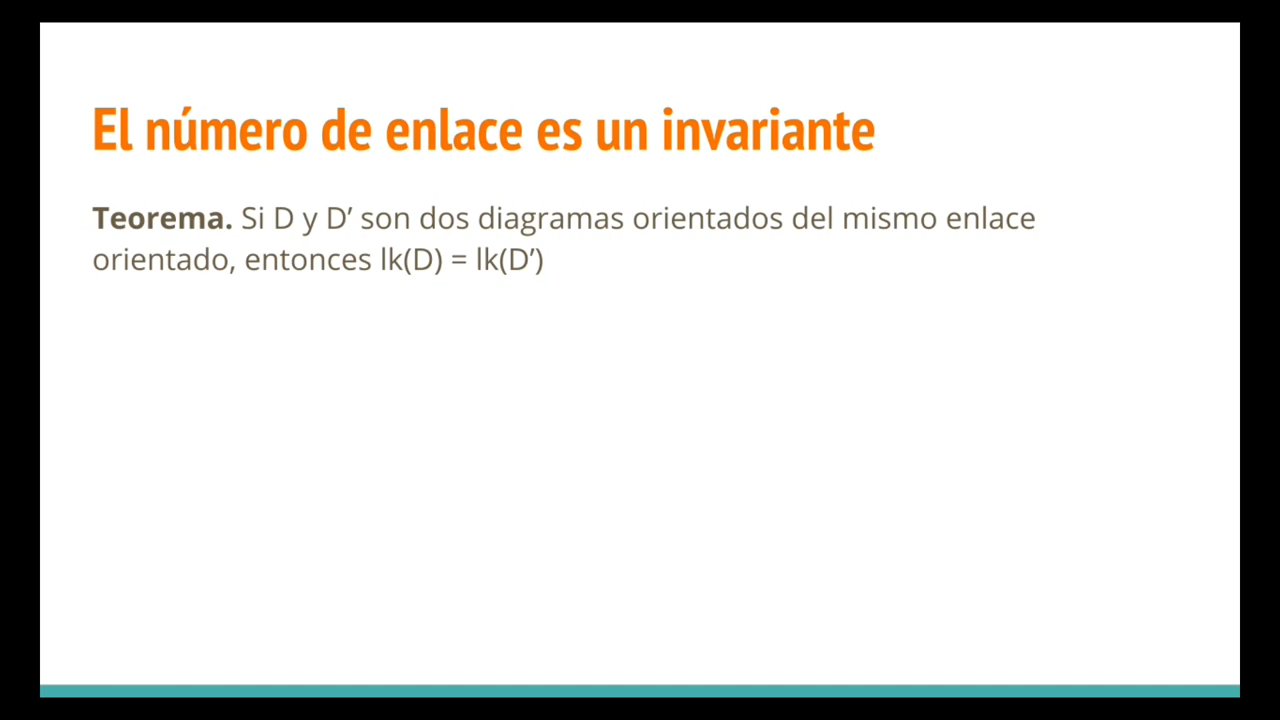 El número de enlace es un invariante
Teorema. Si D y D’ son dos diagramas orientados del mismo enlace
orientado, entonces lk(D) = lk(D’)